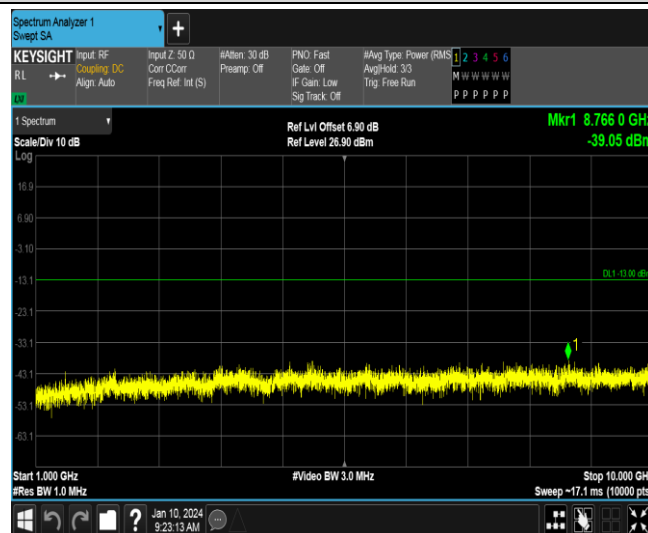 Spectrum Analyzer 1
Swept SA
KEYSIGHT
RL
Input: RF
Coupling: DC
Align: Auto
Input Z: 50 Ω
Corr CCorr
Freq Ref: Int (S)
#Atten: 30 dB
Preamp: Off
PNO: Fast
Gate: Off
IF Gain: Low
Sig Track: Off
#Avg Type: Power (RMS
Avg|Hold: 3/3
Trig: Free Run
1 2 3 4 5 6
M W W W W W
P P P P P P
1 Spectrum
Scale/Div 10 dB
Log
Ref Lvl Offset 6.90 dB
Ref Level 26.90 dBm
Mkr1 8.766 0 GHz
-39.05 dBm
16.9
6.90
-3.10
-13.1
-23.1
-33.1
-43.1
-53.1
-63.1
DL1 -13.00 dBm
1
Start 1.000 GHz
#Res BW 1.0 MHz
#Video BW 3.0 MHz
Stop 10.000 GH
Sweep ~17.1 ms (10000 pts
Jan 10, 2024
9:23:13 AM